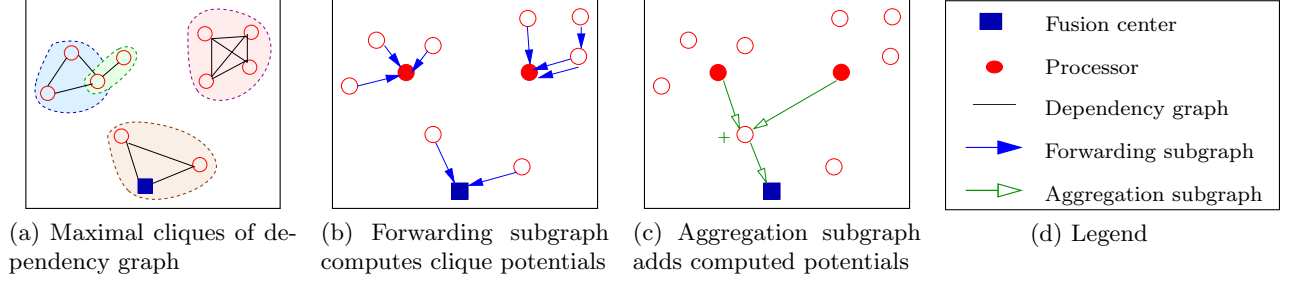 Fusion center
Processor
Dependency graph
Forwarding subgraph
Aggregation subgraph
+
(a) Maximal cliques of de-
pendency graph
(b) Forwarding subgraph
computes clique potentials
(c) Aggregation subgraph
adds computed potentials
(d) Legend